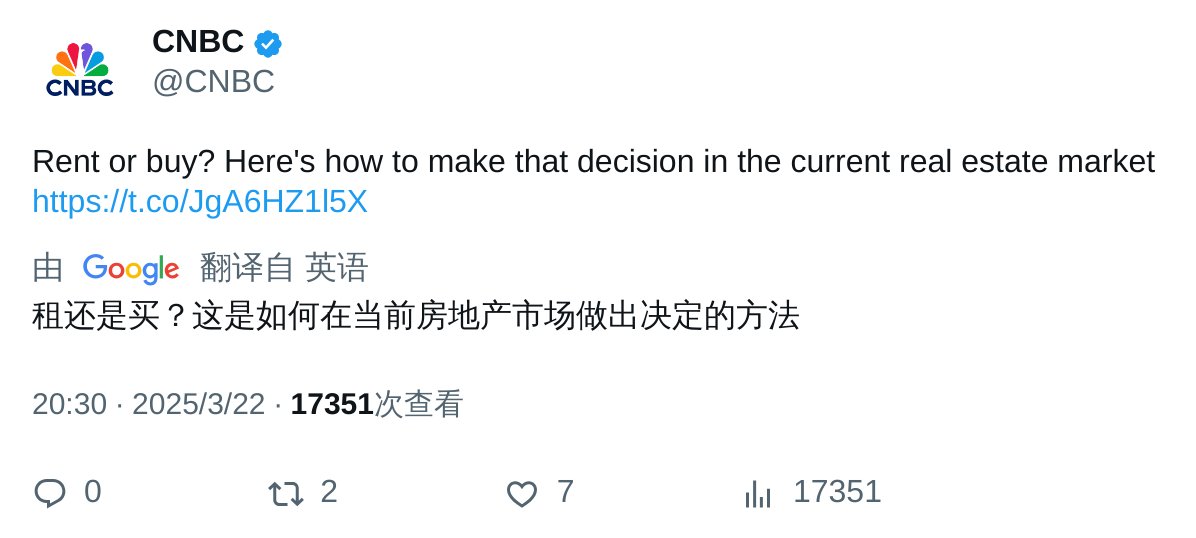 CNBC
CNBC
@CNBC
Rent or buy? Here's how to make that decision in the current real estate market
https://t.co/JgA6HZ1l5X
由 Google 翻译自 英语
租还是买？这是如何在当前房地产市场做出决定的方法
20:30 · 2025/3/22 · 17351次查看
0 2 7 17351